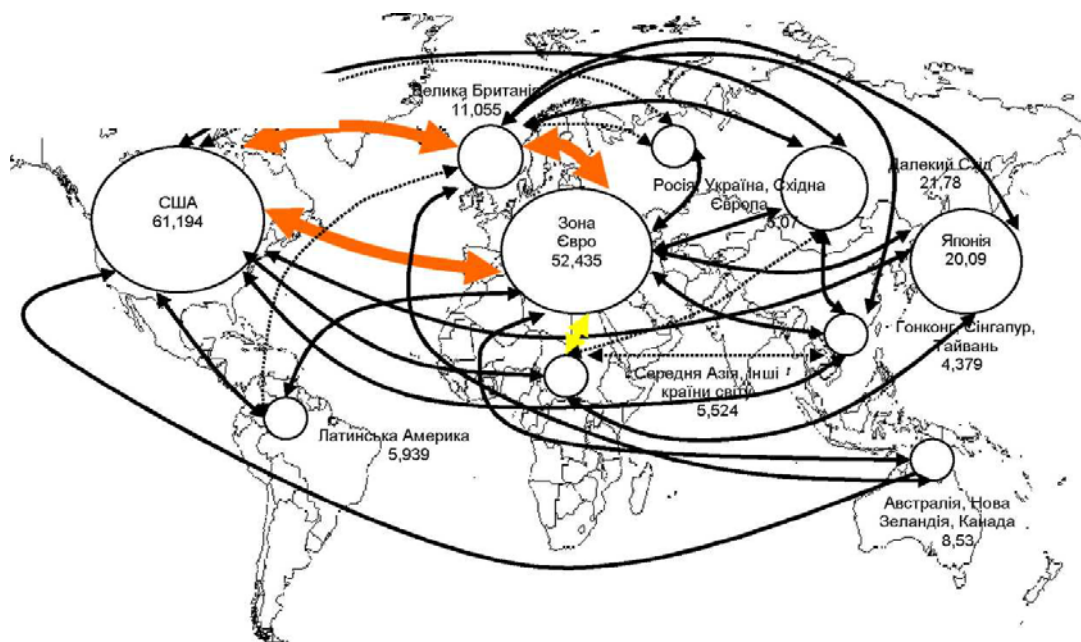 Велика Британія
11,055
США
61,194
Зона
Євро
52,435
Росія, Україна, Східна
Європа
5,07
Далекий Схід
21,78
Японія
20,09
Гонконг, Сінгапур,
Тайвань
4,379
Середня Азія, Інші
країни світу
5,524
Латинська Америка
5,939
Австралія, Нова
Зеландія, Канада
8,53